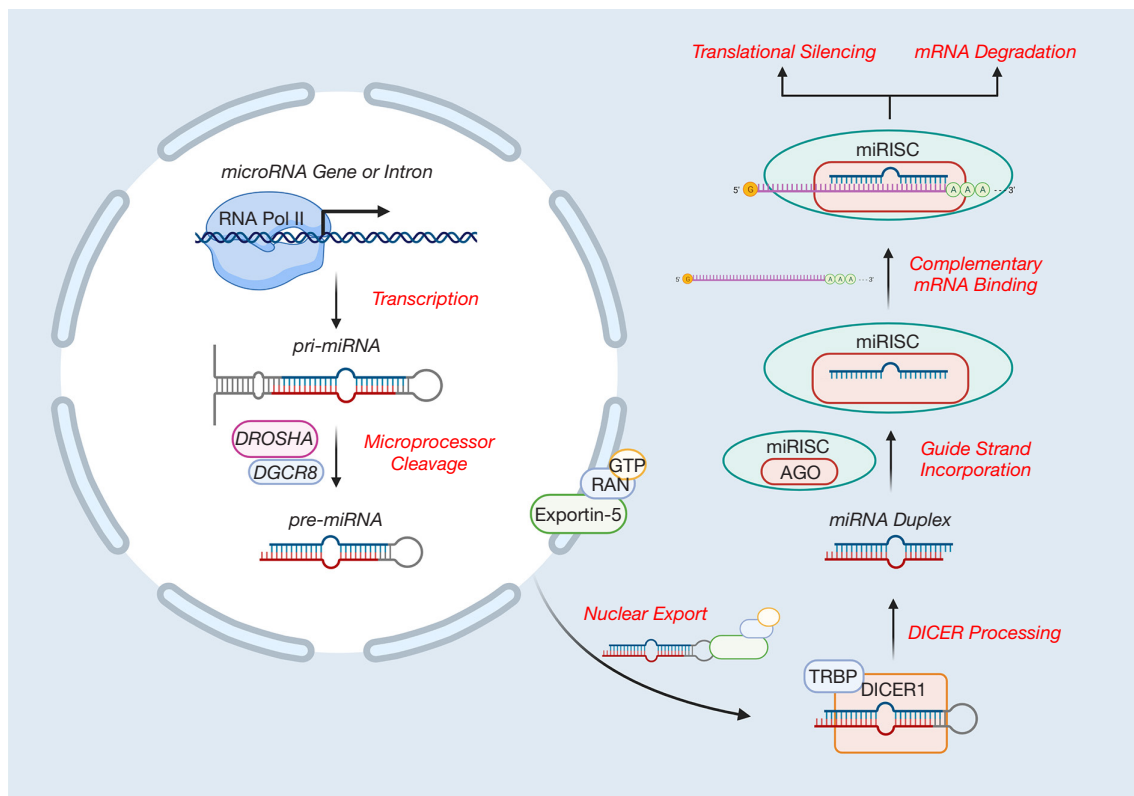 microRNA Gene or Intron
RNA Pol II
Transcription
pri-miRNA
DROSHA
DGCR8
Microprocessor
Cleavage
pre-miRNA
GTP
RAN
Exportin-5
Nuclear Export
TRBP
DICER1
DICER Processing
miRNA Duplex
miRISC
AGO
Guide Strand
Incorporation
miRISC
5' G A A A ---3'
Complementary
mRNA Binding
miRISC
5' G A A A ---3'
Translational Silencing
mRNA Degradation